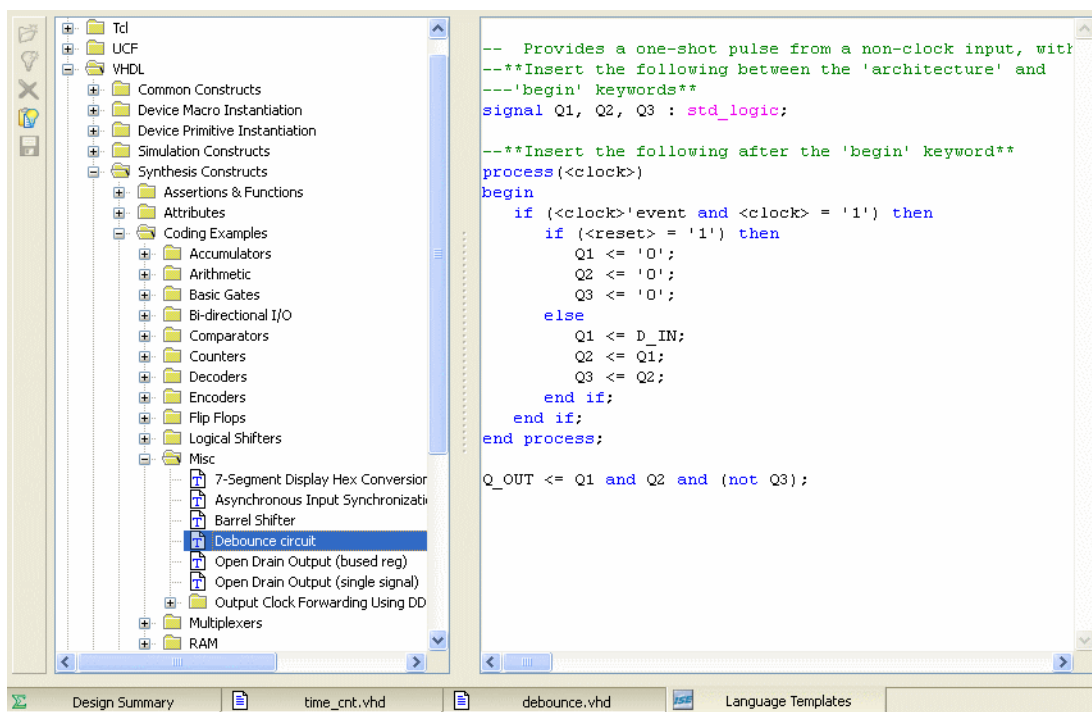 Tcl
UCF
VHDL
Common Constructs
Device Macro Instantiation
Device Primitive Instantiation
Simulation Constructs
Synthesis Constructs
Assertions & Functions
Attributes
Coding Examples
Accumulators
Arithmetic
Basic Gates
Bi-directional I/O
Comparators
Counters
Decoders
Encoders
Flip Flops
Logical Shifters
Misc
7-Segment Display Hex Conversion
Asynchronous Input Synchronizati
Barrel Shifter
Debounce circuit
Open Drain Output (bused reg)
Open Drain Output (single signal)
Output Clock Forwarding Using DD
Multiplexers
RAM
--  Provides a one-shot pulse from a non-clock input, with
--**Insert the following between the 'architecture' and
---'begin' keywords**
signal Q1, Q2, Q3 : std_logic;
--**Insert the following after the 'begin' keyword**
process(<clock>)
begin
   if (<clock>'event and <clock> = '1') then
      if (<reset> = '1') then
         Q1 <= '0';
         Q2 <= '0';
         Q3 <= '0';
      else
         Q1 <= D_IN;
         Q2 <= Q1;
         Q3 <= Q2;
      end if;
   end if;
end process;
Q_OUT <= Q1 and Q2 and (not Q3);
Design Summary
time_cnt.vhd
debounce.vhd
ISE
Language Templates